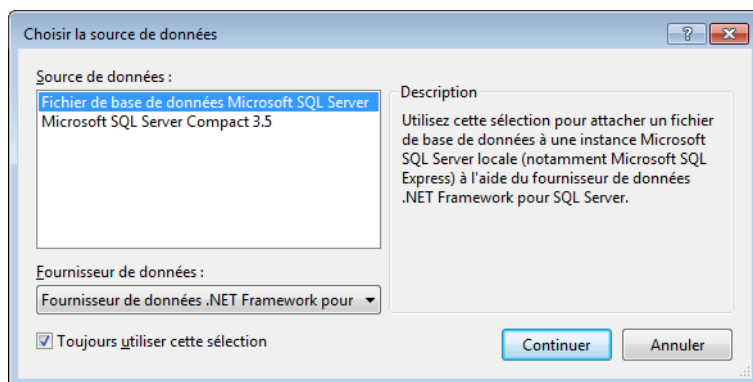 Choisir la source de données
Source de données :
Fichier de base de données Microsoft SQL Server
Microsoft SQL Server Compact 3.5
Description
Utilisez cette sélection pour attacher un fichier
de base de données à une instance Microsoft
SQL Server locale (notamment Microsoft SQL
Express) à l'aide du fournisseur de données
.NET Framework pour SQL Server.
Fournisseur de données :
Fournisseur de données .NET Framework pour
Toujours utiliser cette sélection
Continuer
Annuler